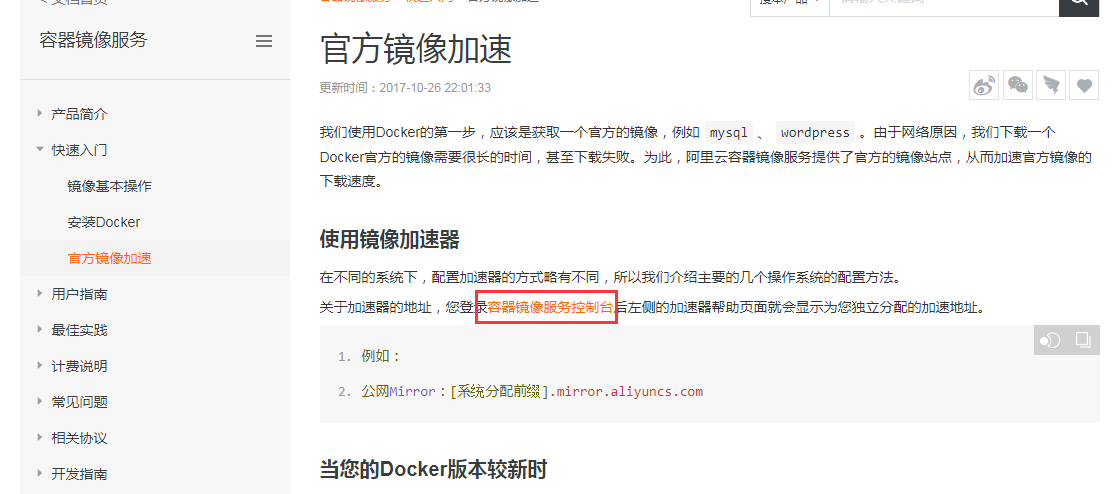 < 文档首页
容器镜像服务
产品简介
快速入门
镜像基本操作
安装Docker
官方镜像加速
用户指南
最佳实践
计费说明
常见问题
相关协议
开发指南
官方镜像加速
更新时间：2017-10-26 22:01:33
我们使用Docker的第一步，应该是获取一个官方的镜像，例如 mysql 、 wordpress 。由于网络原因，我们下载一个
Docker官方的镜像需要很长的时间，甚至下载失败。为此，阿里云容器镜像服务提供了官方的镜像站点，从而加速官方镜像的
下载速度。
使用镜像加速器
在不同的系统下，配置加速器的方式略有不同，所以我们介绍主要的几个操作系统的配置方法。
关于加速器的地址，您登录容器镜像服务控制台后左侧的加速器帮助页面就会显示为您独立分配的加速地址。
1. 例如：
2. 公网Mirror：[系统分配前缀].mirror.aliyuncs.com
当您的Docker版本较新时